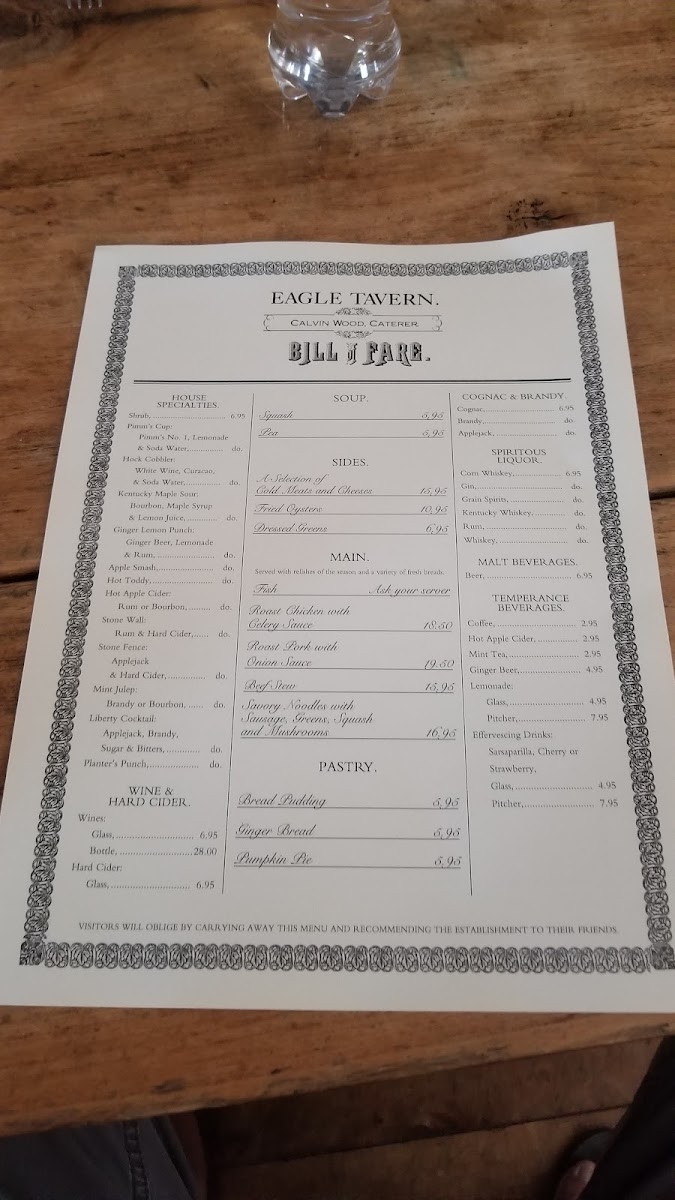 EAGLE TAVERN.
CALVIN WOOD, CATERER.
BILL of FARE.
HOUSE
SPECIALTIES.
Shrub, ........................ 6.95
Pimm's Cup:
Pimm's No. 1, Lemonade
& Soda Water,............... do.
Hock Cobbler:
White Wine, Curacao,
& Soda Water,............... do.
Kentucky Maple Sour:
Bourbon, Maple Syrup
& Lemon Juice,............. do.
Ginger Lemon Punch:
Ginger Beer, Lemonade
& Rum, ....................... do.
Apple Smash,..................... do.
Hot Toddy,........................ do.
Hot Apple Cider:
Rum or Bourbon, ......... do.
Stone Wall:
Rum & Hard Cider,...... do.
Stone Fence:
Applejack
& Hard Cider,............... do.
Mint Julep:
Brandy or Bourbon, ...... do.
Liberty Cocktail:
Applejack, Brandy,
Sugar & Bitters, ............. do.
Planter's Punch,................... do.
WINE &
HARD CIDER.
Wines:
Glass, ............................ 6.95
Bottle, ...........................28.00
Hard Cider:
Glass, ............................ 6.95
SOUP.
Squash 5,95
Pea 5,95
SIDES.
A Selection of
Cold Meats and Cheeses 15,95
Fried Oysters 10,95
Dressed Greens 6,95
MAIN.
Served with relishes of the season and a variety of fresh breads.
Fish Ask your server
Roast Chicken with
Celery Sauce 18.50
Roast Pork with
Onion Sauce 19.50
Beef Stew 15,95
Savory Noodles with
Sausage, Greens, Squash
and Mushrooms 16,95
PASTRY.
Bread Pudding 5,95
Ginger Bread 5,95
Pumpkin Pie 5,95
COGNAC & BRANDY
Cognac,............................ 6.95
Brandy,........................... do.
Applejack, ........................ do.
SPIRITOUS
LIQUOR.
Corn Whiskey,................ 6.95
Gin,................................ do.
Grain Spirits, ................... do.
Kentucky Whiskey,............ do.
Rum,.............................. do.
Whiskey,......................... do.
MALT BEVERAGES.
Beer, ................................ 6.95
TEMPERANCE
BEVERAGES.
Coffee, ............................. 2.95
Hot Apple Cider, .............. 2.95
Mint Tea, ......................... 2.95
Ginger Beer,..................... 4.95
Lemonade:
Glass, .......................... 4.95
Pitcher,........................ 7.95
Effervescing Drinks:
Sarsaparilla, Cherry or
Strawberry,
Glass, .......................... 4.95
Pitcher,........................ 7.95
VISITORS WILL OBLIGE BY CARRYING AWAY THIS MENU AND RECOMMENDING THE ESTABLISHMENT TO THEIR FRIENDS.